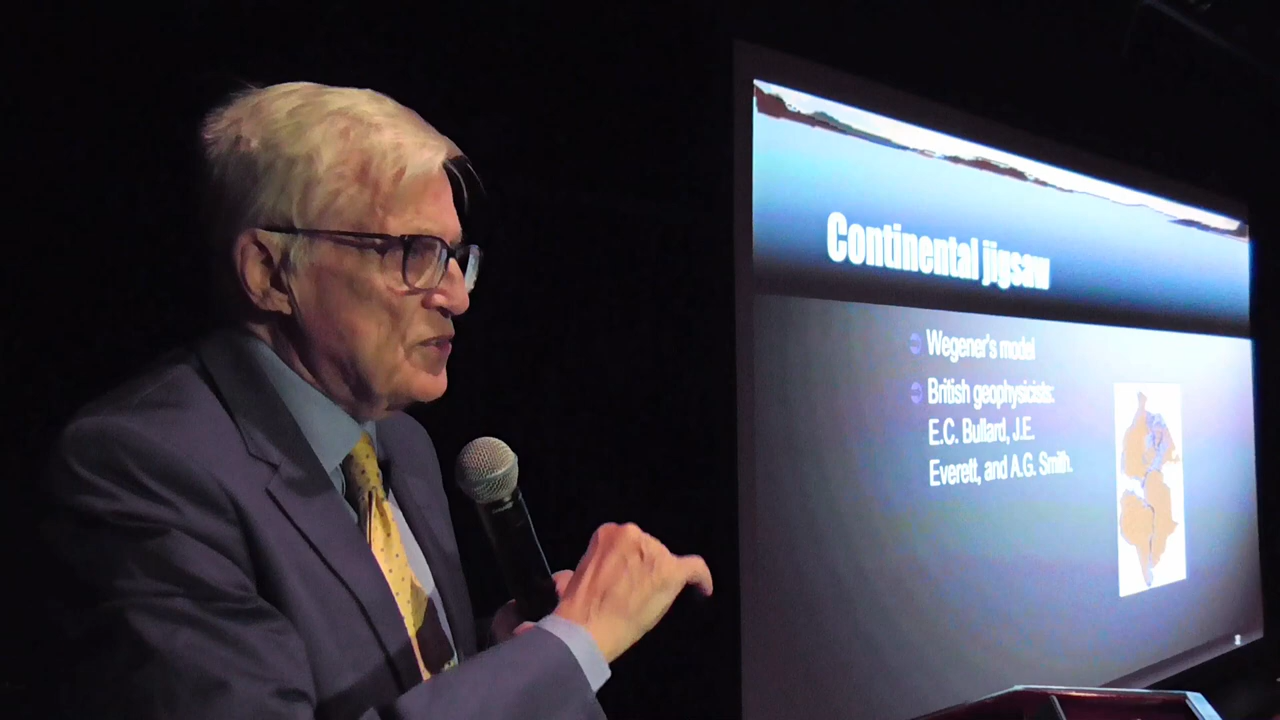 Continental jigsaw
Wegener's model
British geophysicists:
E.C. Bullard, J.E.
Everett, and A.G. Smith.